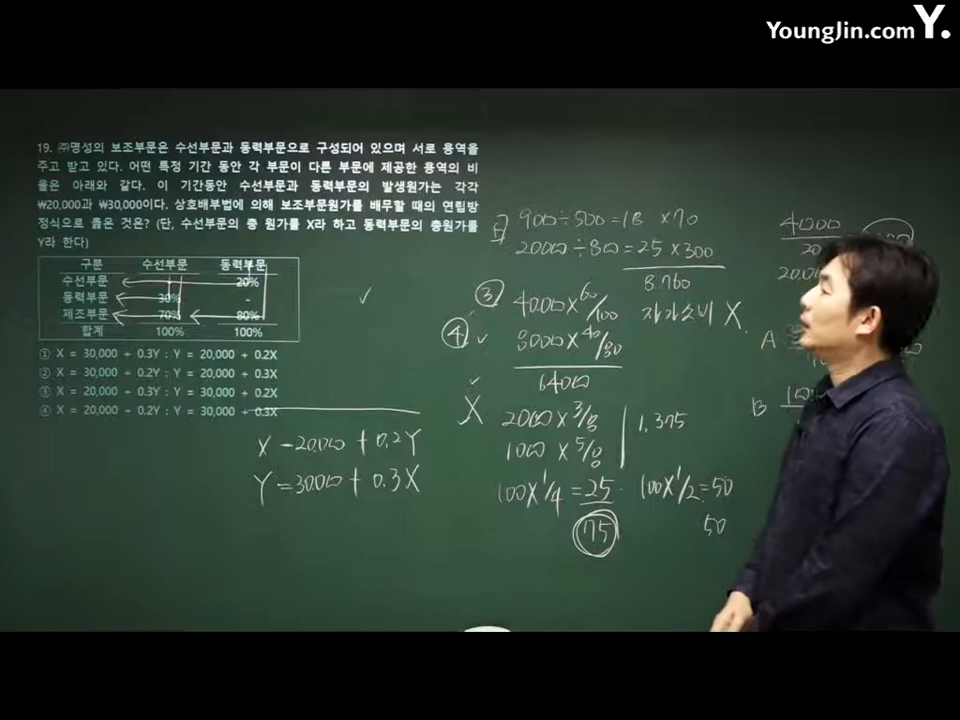 YoungJin.com Y.
19. ㈜명성의 보조부문은 수선부문과 동력부문으로 구성되어 있으며 서로 용역을
주고 받고 있다. 어떤 특정 기간 동안 각 부문이 다른 부문에 제공한 용역의 비
율은 아래와 같다. 이 기간동안 수선부문과 동력부문의 발생원가는 각각
₩20,000과 ₩30,000이다. 상호배부법에 의해 보조부문원가를 배부할 때의 연립방
정식으로 옳은 것은? (단, 수선부문의 총 원가를 X라 하고 동력부문의 총원가를
Y라 한다)
구분 수선부문 동력부문
수선부문 20%
동력부문 30% -
제조부문 70% 80%
합계 100% 100%
① X = 30,000 + 0.3Y : Y = 20,000 + 0.2X
② X = 30,000 + 0.2Y : Y = 20,000 + 0.3X
③ X = 20,000 + 0.3Y : Y = 30,000 + 0.2X
④ X = 20,000 + 0.2Y : Y = 30,000 + 0.3X
X = 20000 + 0.2Y
Y = 30000 + 0.3X
900÷500=18 ×70
2000÷80=25×300
8.760
③ 4000×60/100 자가소비 X.
④ 8000×40/80
6400
X 2000×3/8 1,375
1000×5/8
100×1/4=25 100×1/2=50
75 50
4000
A
B